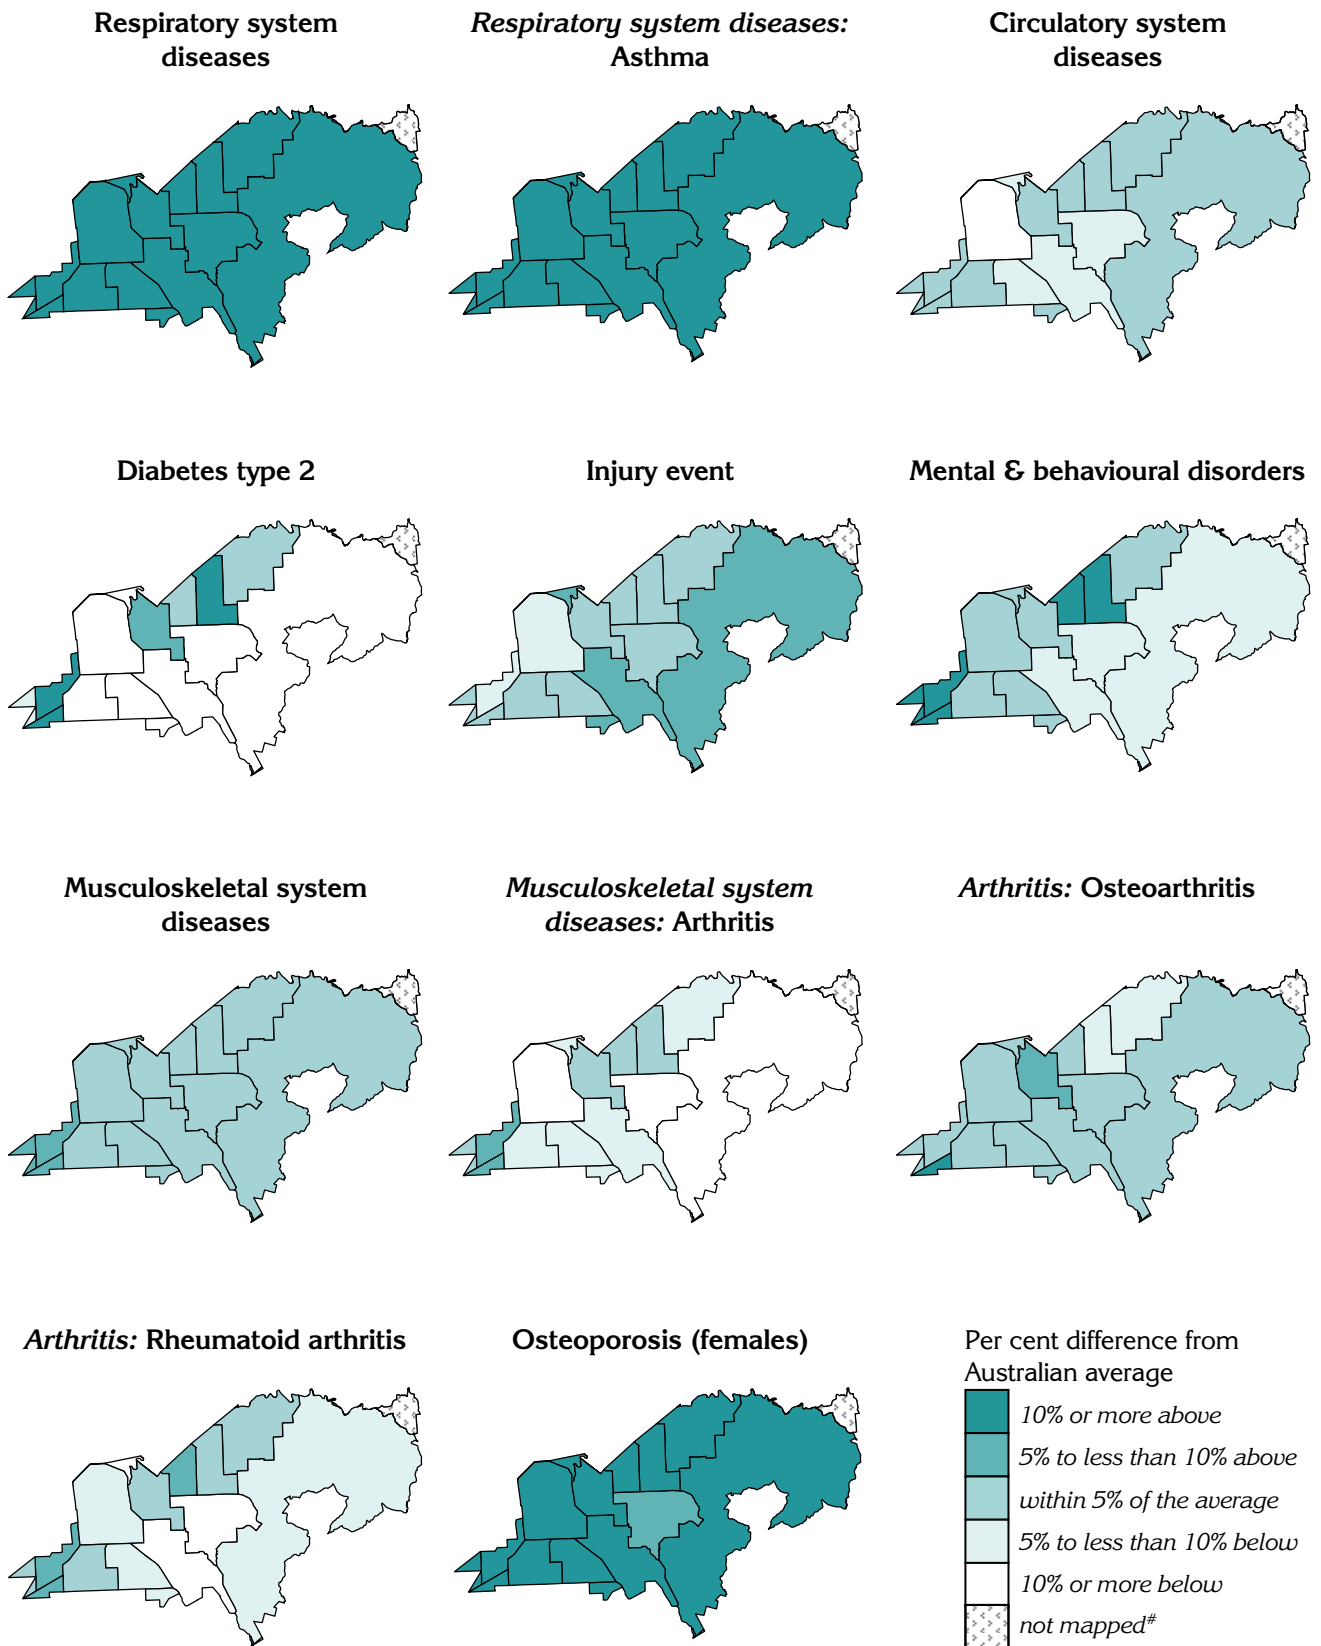 Respiratory system
diseases
Respiratory system diseases:
Asthma
Circulatory system
diseases
Diabetes type 2
Injury event
Mental & behavioural disorders
Musculoskeletal system
diseases
Musculoskeletal system
diseases: Arthritis
Arthritis: Osteoarthritis
Arthritis: Rheumatoid arthritis
Osteoporosis (females)
Per cent difference from
Australian average
10% or more above
5% to less than 10% above
within 5% of the average
5% to less than 10% below
10% or more below
not mapped#